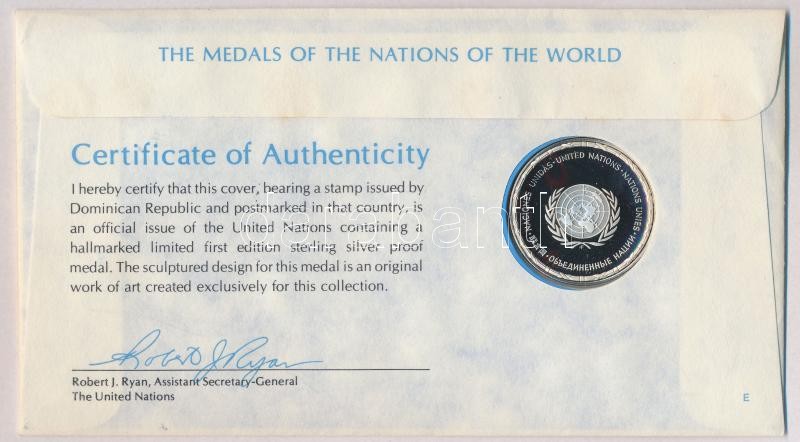 THE MEDALS OF THE NATIONS OF THE WORLD
Certificate of Authenticity
I hereby certify that this cover, bearing a stamp issued by
Dominican Republic and postmarked in that country, is
an official issue of the United Nations containing a
hallmarked limited first edition sterling silver proof
medal. The sculptured design for this medal is an original
work of art created exclusively for this collection.
NACIONES UNIDAS · UNITED NATIONS · NATIONS UNIES · ОБЪЕДИНЕННЫЕ НАЦИИ ·
Robert J. Ryan
Robert J. Ryan, Assistant Secretary-General
The United Nations
E